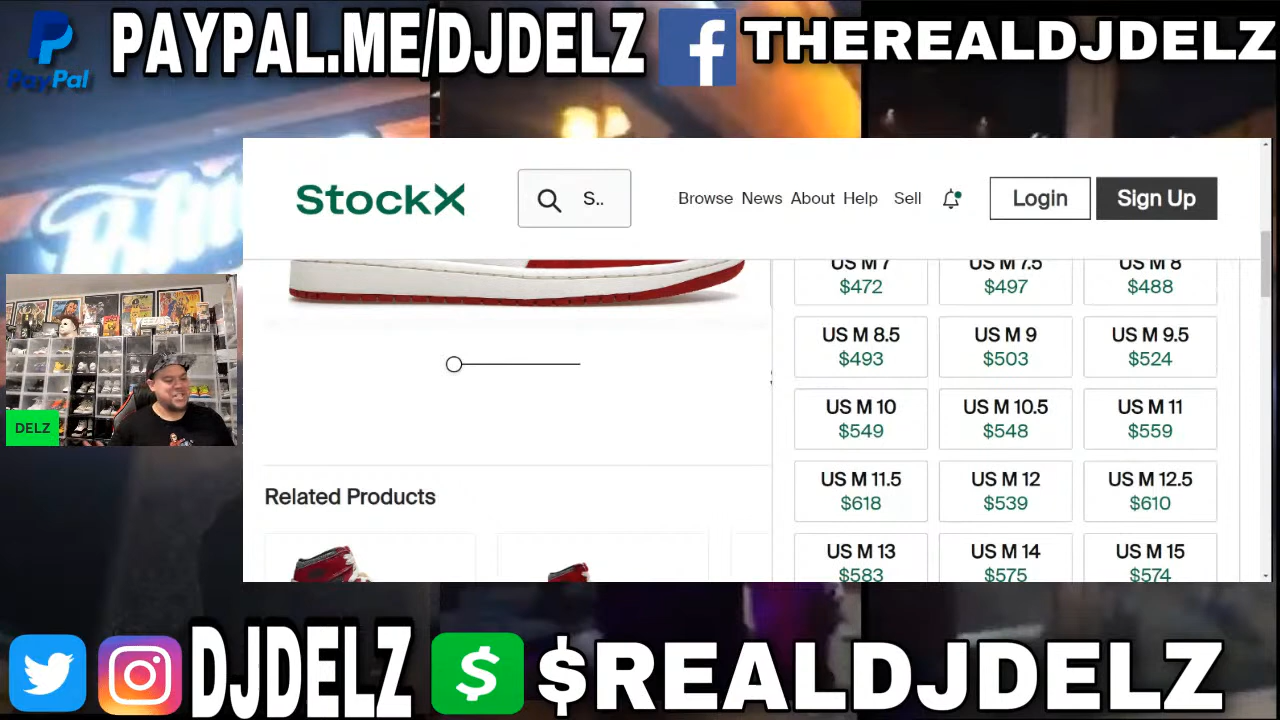 PayPal
PAYPAL.ME/DJDELZ
THEREALDJDELZ
StockX
S..
Browse News About Help Sell
Login
Sign Up
US M 7
$472
US M 7.5
$497
US M 8
$488
US M 8.5
$493
US M 9
$503
US M 9.5
$524
US M 10
$549
US M 10.5
$548
US M 11
$559
US M 11.5
$618
US M 12
$539
US M 12.5
$610
US M 13
$583
US M 14
$575
US M 15
$574
Related Products
DELZ
DJDELZ
$REALDJDELZ